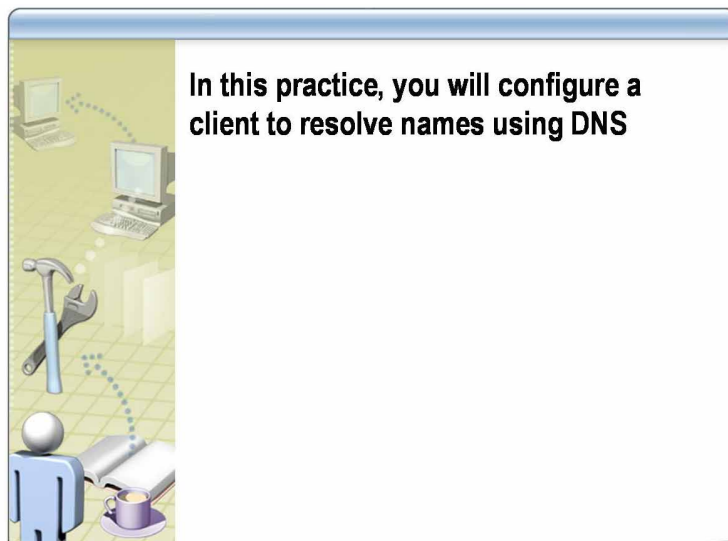 In this practice, you will configure a
client to resolve names using DNS